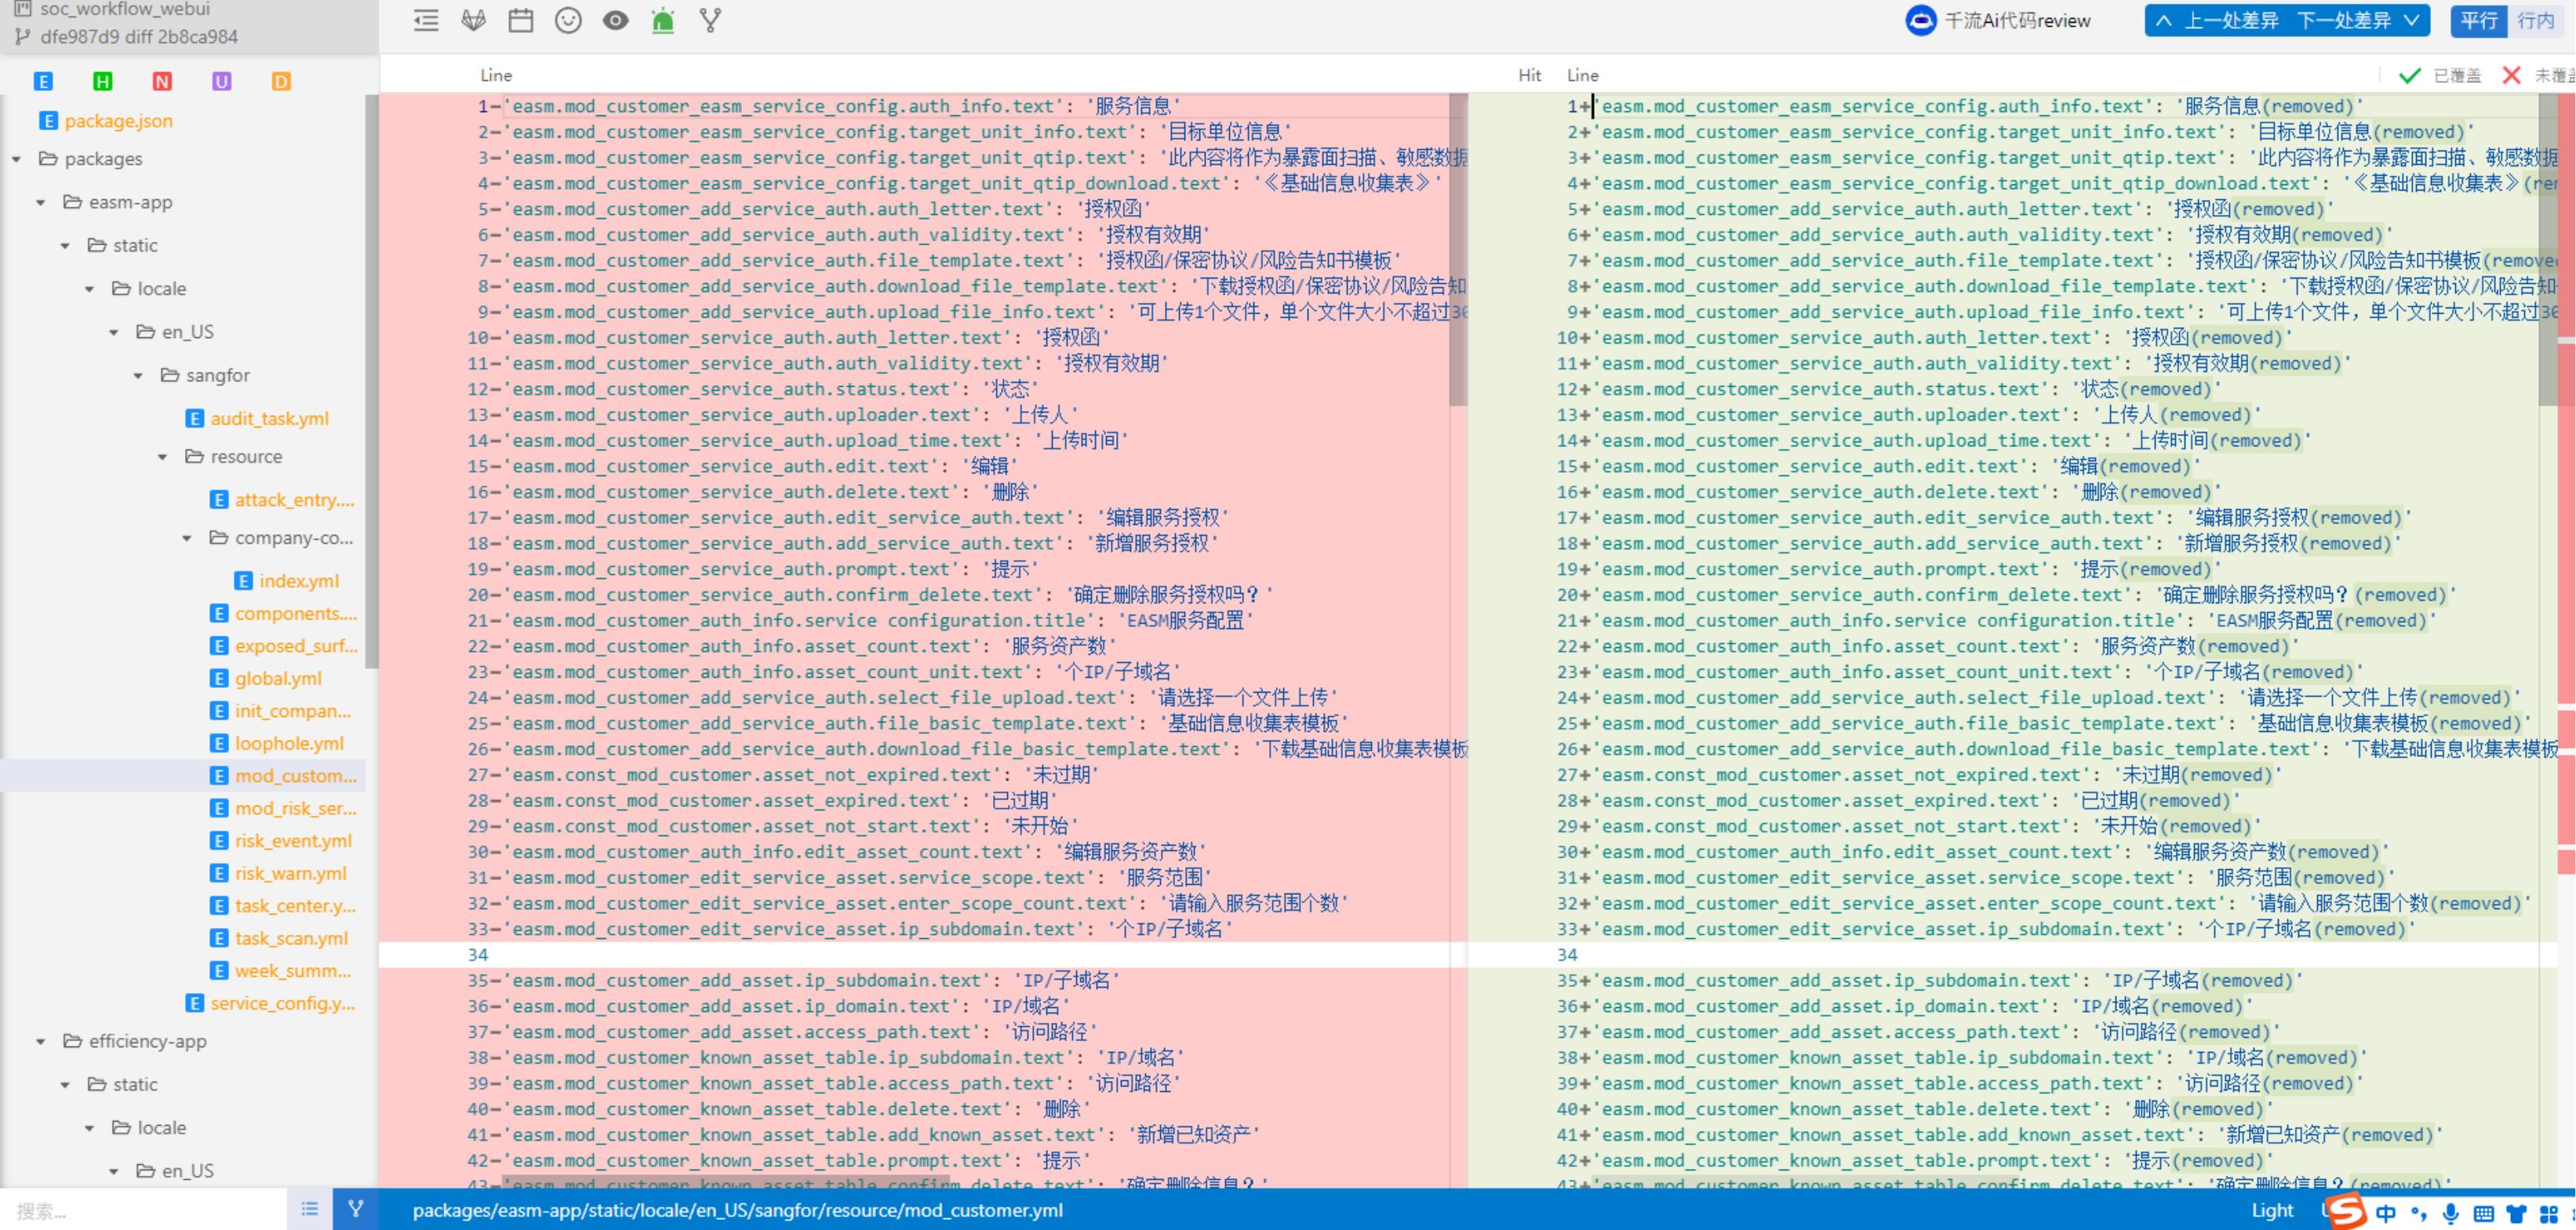 soc_workflow_webui
dfe987d9 diff 2b8ca984
千流Ai代码review
上一处差异 下一处差异
平行 行内
E H N U D
Line
Hit Line
已覆盖
E package.json
packages
easm-app
static
locale
en_US
sangfor
E audit_task.yml
resource
E attack_entry....
company-co...
E index.yml
E components....
E exposed_surf...
E global.yml
E init_compan...
E loophole.yml
E mod_custom...
E mod_risk_ser...
E risk_event.yml
E risk_warn.yml
E task_center.y...
E task_scan.yml
E week_summ...
E service_config.y...
efficiency-app
static
locale
en_US
搜索...
1-'easm.mod_customer_easm_service_config.auth_info.text': '服务信息'
2-'easm.mod_customer_easm_service_config.target_unit_info.text': '目标单位信息'
3-'easm.mod_customer_easm_service_config.target_unit_qtip.text': '此内容将作为暴露面扫描、敏感数据
4-'easm.mod_customer_easm_service_config.target_unit_qtip_download.text': '《基础信息收集表》'
5-'easm.mod_customer_add_service_auth.auth_letter.text': '授权函'
6-'easm.mod_customer_add_service_auth.auth_validity.text': '授权有效期'
7-'easm.mod_customer_add_service_auth.file_template.text': '授权函/保密协议/风险告知书模板'
8-'easm.mod_customer_add_service_auth.download_file_template.text': '下载授权函/保密协议/风险告知
9-'easm.mod_customer_add_service_auth.upload_file_info.text': '可上传1个文件，单个文件大小不超过30
10-'easm.mod_customer_service_auth.auth_letter.text': '授权函'
11-'easm.mod_customer_service_auth.auth_validity.text': '授权有效期'
12-'easm.mod_customer_service_auth.status.text': '状态'
13-'easm.mod_customer_service_auth.uploader.text': '上传人'
14-'easm.mod_customer_service_auth.upload_time.text': '上传时间'
15-'easm.mod_customer_service_auth.edit.text': '编辑'
16-'easm.mod_customer_service_auth.delete.text': '删除'
17-'easm.mod_customer_service_auth.edit_service_auth.text': '编辑服务授权'
18-'easm.mod_customer_service_auth.add_service_auth.text': '新增服务授权'
19-'easm.mod_customer_service_auth.prompt.text': '提示'
20-'easm.mod_customer_service_auth.confirm_delete.text': '确定删除服务授权吗？'
21-'easm.mod_customer_auth_info.service configuration.title': 'EASM服务配置'
22-'easm.mod_customer_auth_info.asset_count.text': '服务资产数'
23-'easm.mod_customer_auth_info.asset_count_unit.text': '个IP/子域名'
24-'easm.mod_customer_add_service_auth.select_file_upload.text': '请选择一个文件上传'
25-'easm.mod_customer_add_service_auth.file_basic_template.text': '基础信息收集表模板'
26-'easm.mod_customer_add_service_auth.download_file_basic_template.text': '下载基础信息收集表模板
27-'easm.const_mod_customer.asset_not_expired.text': '未过期'
28-'easm.const_mod_customer.asset_expired.text': '已过期'
29-'easm.const_mod_customer.asset_not_start.text': '未开始'
30-'easm.mod_customer_auth_info.edit_asset_count.text': '编辑服务资产数'
31-'easm.mod_customer_edit_service_asset.service_scope.text': '服务范围'
32-'easm.mod_customer_edit_service_asset.enter_scope_count.text': '请输入服务范围个数'
33-'easm.mod_customer_edit_service_asset.ip_subdomain.text': '个IP/子域名'
34
35-'easm.mod_customer_add_asset.ip_subdomain.text': 'IP/子域名'
36-'easm.mod_customer_add_asset.ip_domain.text': 'IP/域名'
37-'easm.mod_customer_add_asset.access_path.text': '访问路径'
38-'easm.mod_customer_known_asset_table.ip_subdomain.text': 'IP/域名'
39-'easm.mod_customer_known_asset_table.access_path.text': '访问路径'
40-'easm.mod_customer_known_asset_table.delete.text': '删除'
41-'easm.mod_customer_known_asset_table.add_known_asset.text': '新增已知资产'
42-'easm.mod_customer_known_asset_table.prompt.text': '提示'
43-'easm.mod_customer_known_asset_table.confirm_delete.text': '确定删除信息？'
1+'easm.mod_customer_easm_service_config.auth_info.text': '服务信息(removed)'
2+'easm.mod_customer_easm_service_config.target_unit_info.text': '目标单位信息(removed)'
3+'easm.mod_customer_easm_service_config.target_unit_qtip.text': '此内容将作为暴露面扫描、敏感数据
4+'easm.mod_customer_easm_service_config.target_unit_qtip_download.text': '《基础信息收集表》(rem
5+'easm.mod_customer_add_service_auth.auth_letter.text': '授权函(removed)'
6+'easm.mod_customer_add_service_auth.auth_validity.text': '授权有效期(removed)'
7+'easm.mod_customer_add_service_auth.file_template.text': '授权函/保密协议/风险告知书模板(remove
8+'easm.mod_customer_add_service_auth.download_file_template.text': '下载授权函/保密协议/风险告知
9+'easm.mod_customer_add_service_auth.upload_file_info.text': '可上传1个文件，单个文件大小不超过30
10+'easm.mod_customer_service_auth.auth_letter.text': '授权函(removed)'
11+'easm.mod_customer_service_auth.auth_validity.text': '授权有效期(removed)'
12+'easm.mod_customer_service_auth.status.text': '状态(removed)'
13+'easm.mod_customer_service_auth.uploader.text': '上传人(removed)'
14+'easm.mod_customer_service_auth.upload_time.text': '上传时间(removed)'
15+'easm.mod_customer_service_auth.edit.text': '编辑(removed)'
16+'easm.mod_customer_service_auth.delete.text': '删除(removed)'
17+'easm.mod_customer_service_auth.edit_service_auth.text': '编辑服务授权(removed)'
18+'easm.mod_customer_service_auth.add_service_auth.text': '新增服务授权(removed)'
19+'easm.mod_customer_service_auth.prompt.text': '提示(removed)'
20+'easm.mod_customer_service_auth.confirm_delete.text': '确定删除服务授权吗？(removed)'
21+'easm.mod_customer_auth_info.service configuration.title': 'EASM服务配置(removed)'
22+'easm.mod_customer_auth_info.asset_count.text': '服务资产数(removed)'
23+'easm.mod_customer_auth_info.asset_count_unit.text': '个IP/子域名(removed)'
24+'easm.mod_customer_add_service_auth.select_file_upload.text': '请选择一个文件上传(removed)'
25+'easm.mod_customer_add_service_auth.file_basic_template.text': '基础信息收集表模板(removed)'
26+'easm.mod_customer_add_service_auth.download_file_basic_template.text': '下载基础信息收集表模板
27+'easm.const_mod_customer.asset_not_expired.text': '未过期(removed)'
28+'easm.const_mod_customer.asset_expired.text': '已过期(removed)'
29+'easm.const_mod_customer.asset_not_start.text': '未开始(removed)'
30+'easm.mod_customer_auth_info.edit_asset_count.text': '编辑服务资产数(removed)'
31+'easm.mod_customer_edit_service_asset.service_scope.text': '服务范围(removed)'
32+'easm.mod_customer_edit_service_asset.enter_scope_count.text': '请输入服务范围个数(removed)'
33+'easm.mod_customer_edit_service_asset.ip_subdomain.text': '个IP/子域名(removed)'
34
35+'easm.mod_customer_add_asset.ip_subdomain.text': 'IP/子域名(removed)'
36+'easm.mod_customer_add_asset.ip_domain.text': 'IP/域名(removed)'
37+'easm.mod_customer_add_asset.access_path.text': '访问路径(removed)'
38+'easm.mod_customer_known_asset_table.ip_subdomain.text': 'IP/域名(removed)'
39+'easm.mod_customer_known_asset_table.access_path.text': '访问路径(removed)'
40+'easm.mod_customer_known_asset_table.delete.text': '删除(removed)'
41+'easm.mod_customer_known_asset_table.add_known_asset.text': '新增已知资产(removed)'
42+'easm.mod_customer_known_asset_table.prompt.text': '提示(removed)'
43+'easm.mod_customer_known_asset_table.confirm_delete.text': '确定删除信息？(removed)'
packages/easm-app/static/locale/en_US/sangfor/resource/mod_customer.yml
Light
中